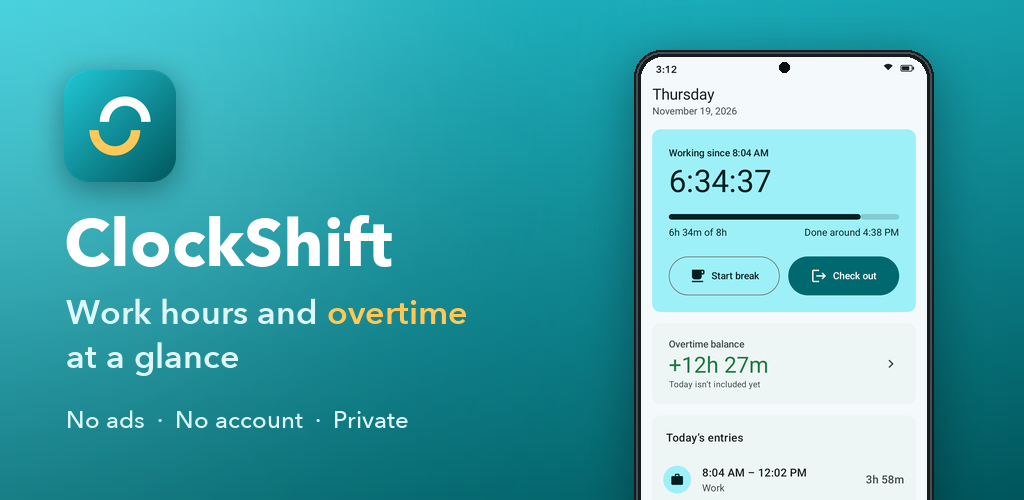 ClockShift
Work hours and overtime
at a glance
No ads · No account · Private
3:12
Thursday
November 19, 2026
Working since 8:04 AM
6:34:37
6h 34m of 8h
Done around 4:38 PM
Start break
Check out
Overtime balance
+12h 27m
Today isn't included yet
Today's entries
8:04 AM – 12:02 PM
3h 58m
Work